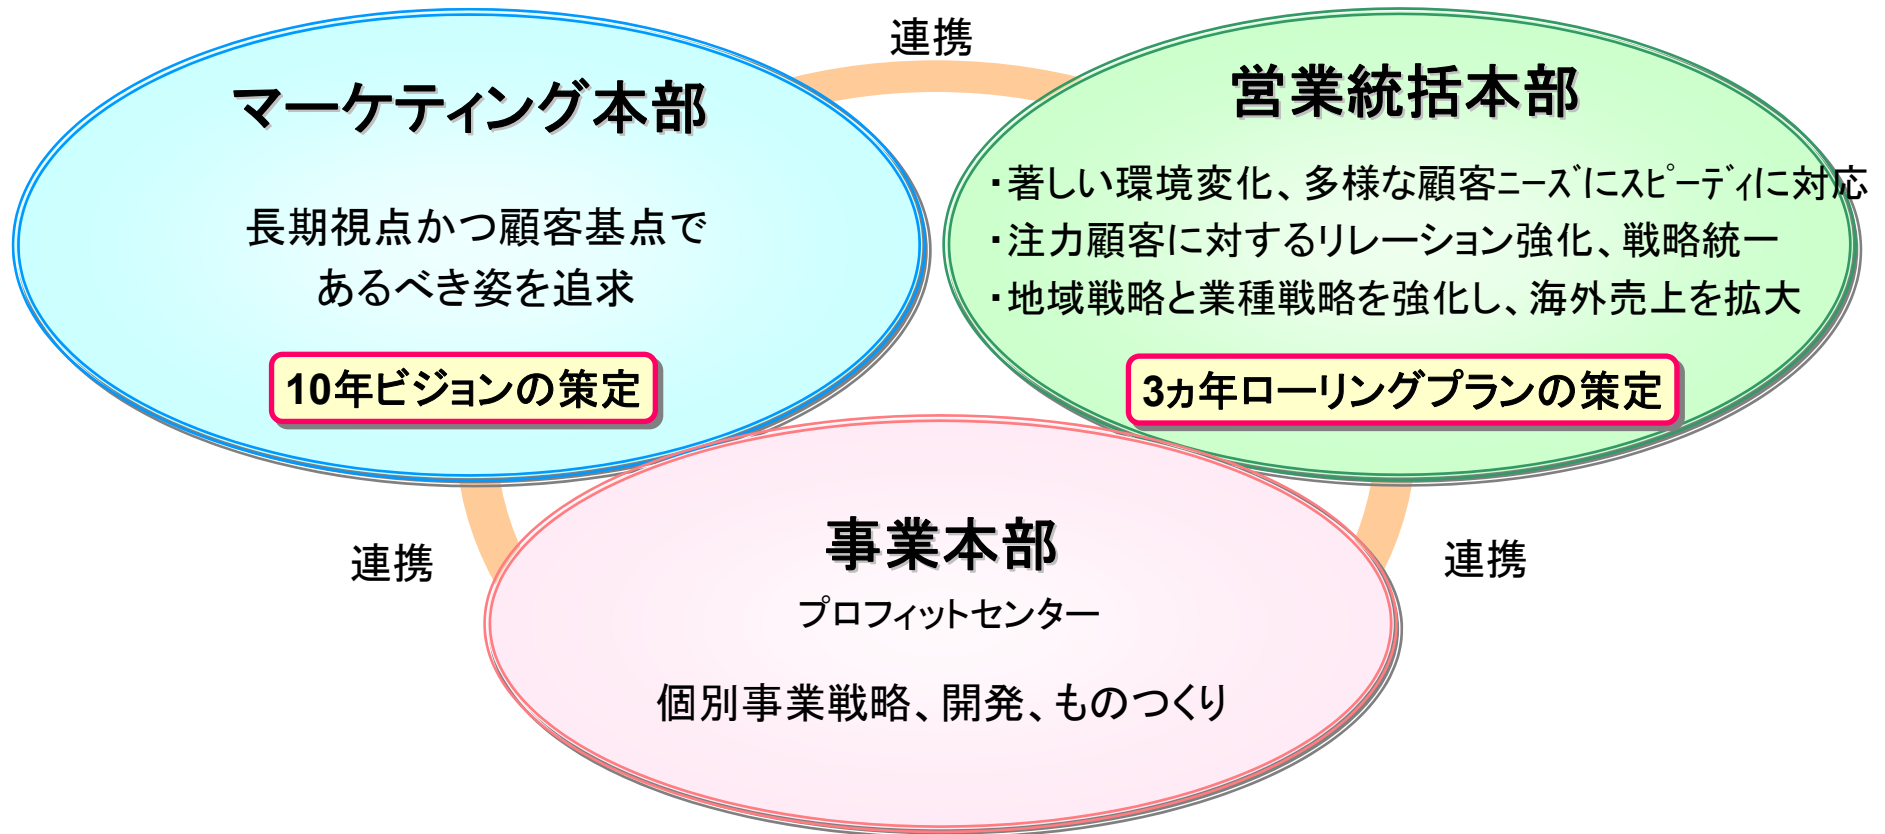 連携
マーケティング本部
長期視点かつ顧客基点で
あるべき姿を追求
10年ビジョンの策定
営業統括本部
・著しい環境変化、多様な顧客ﾆｰｽﾞにｽﾋﾟｰﾃﾞｨに対応
・注力顧客に対するリレーション強化、戦略統一
・地域戦略と業種戦略を強化し、海外売上を拡大
3ヵ年ローリングプランの策定
連携
事業本部
プロフィットセンター
個別事業戦略、開発、ものつくり
連携